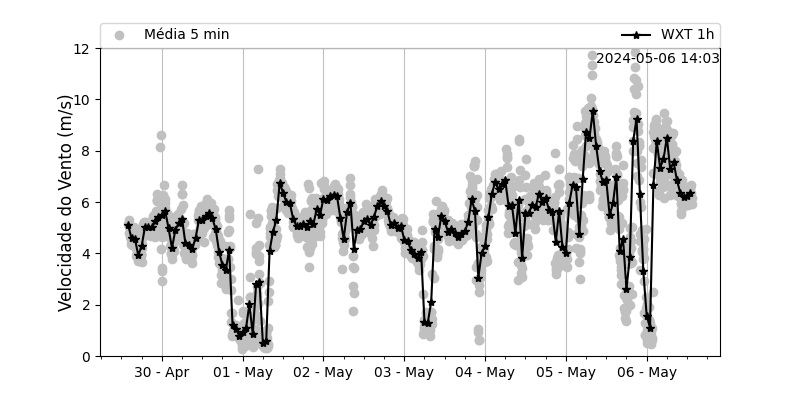 Média 5 min
WXT 1h
2024-05-06 14:03
Velocidade do Vento (m/s)
12
10
8
6
4
2
0
30 - Apr
01 - May
02 - May
03 - May
04 - May
05 - May
06 - May